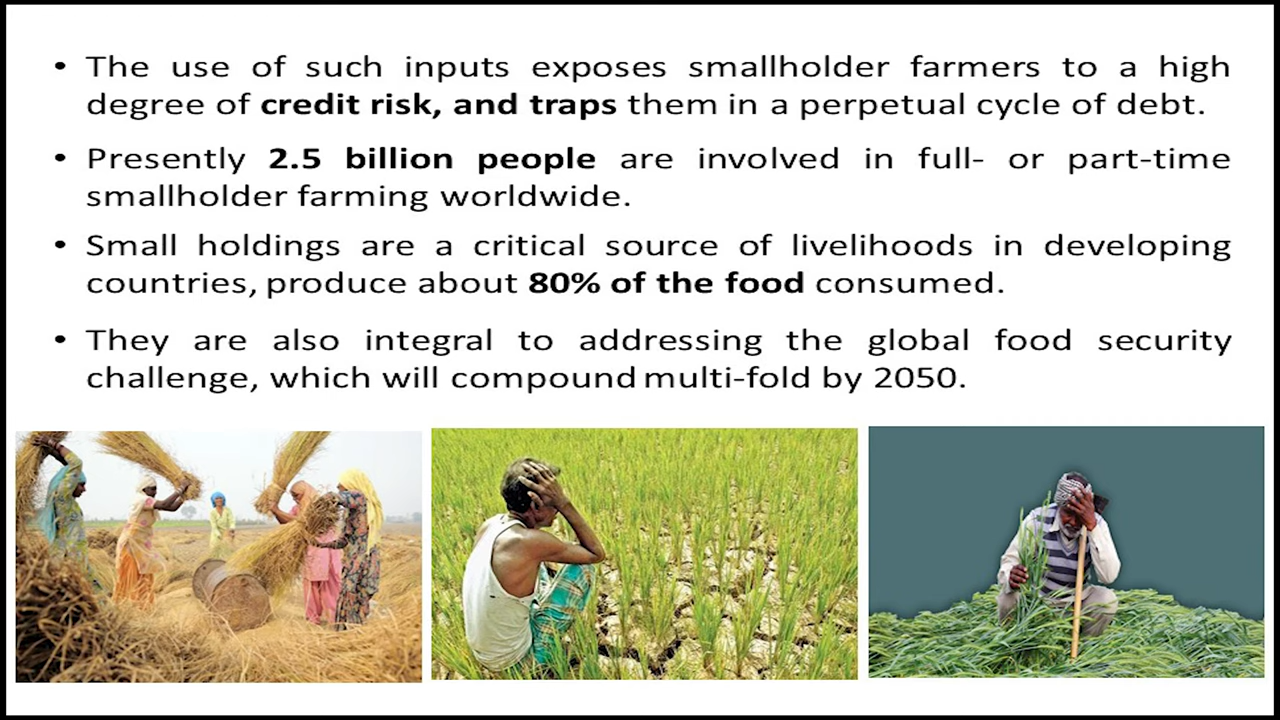 • The use of such inputs exposes smallholder farmers to a high
degree of credit risk, and traps them in a perpetual cycle of debt.
• Presently 2.5 billion people are involved in full- or part-time
smallholder farming worldwide.
• Small holdings are a critical source of livelihoods in developing
countries, produce about 80% of the food consumed.
• They are also integral to addressing the global food security
challenge, which will compound multi-fold by 2050.